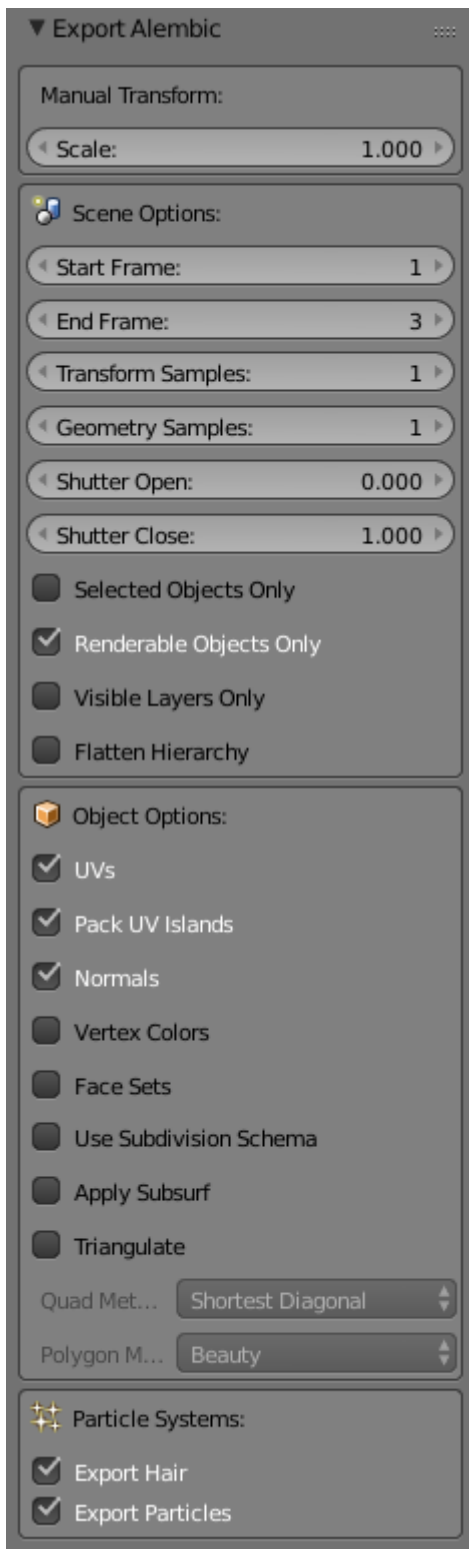 Export Alembic
Manual Transform:
Scale: 1.000
Scene Options:
Start Frame: 1
End Frame: 3
Transform Samples: 1
Geometry Samples: 1
Shutter Open: 0.000
Shutter Close: 1.000
Selected Objects Only
Renderable Objects Only
Visible Layers Only
Flatten Hierarchy
Object Options:
UVs
Pack UV Islands
Normals
Vertex Colors
Face Sets
Use Subdivision Schema
Apply Subsurf
Triangulate
Quad Met... Shortest Diagonal
Polygon M... Beauty
Particle Systems:
Export Hair
Export Particles